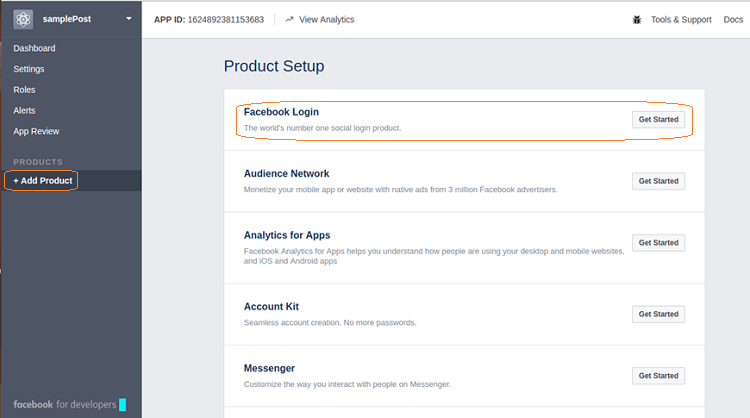 samplePost
APP ID: 1624892381153683
View Analytics
Tools & Support
Docs
Dashboard
Settings
Roles
Alerts
App Review
PRODUCTS
+ Add Product
facebook for developers
Product Setup
Facebook Login
The world's number one social login product.
Get Started
Audience Network
Monetize your mobile app or website with native ads from 3 million Facebook advertisers.
Get Started
Analytics for Apps
Facebook Analytics for Apps helps you understand how people are using your desktop and mobile websites,
and iOS and Android apps
Get Started
Account Kit
Seamless account creation. No more passwords.
Get Started
Messenger
Customize the way you interact with people on Messenger.
Get Started